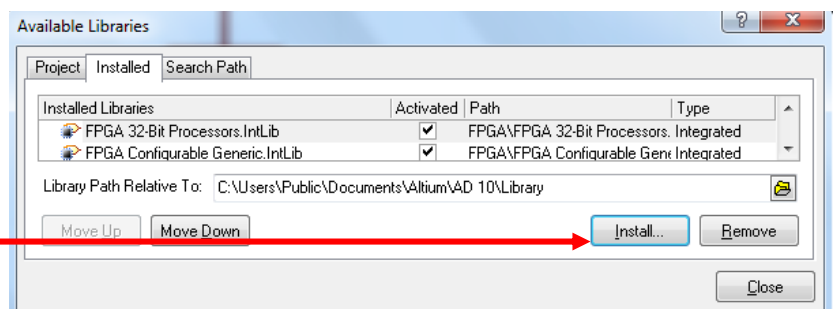 Available Libraries
Project Installed Search Path
Installed Libraries Activated Path Type
FPGA 32-Bit Processors.IntLib FPGA\FPGA 32-Bit Processors. Integrated
FPGA Configurable Generic.IntLib FPGA\FPGA Configurable Gene Integrated
Library Path Relative To: C:\Users\Public\Documents\Altium\AD 10\Library
Move Up Move Down Install... Remove
Close